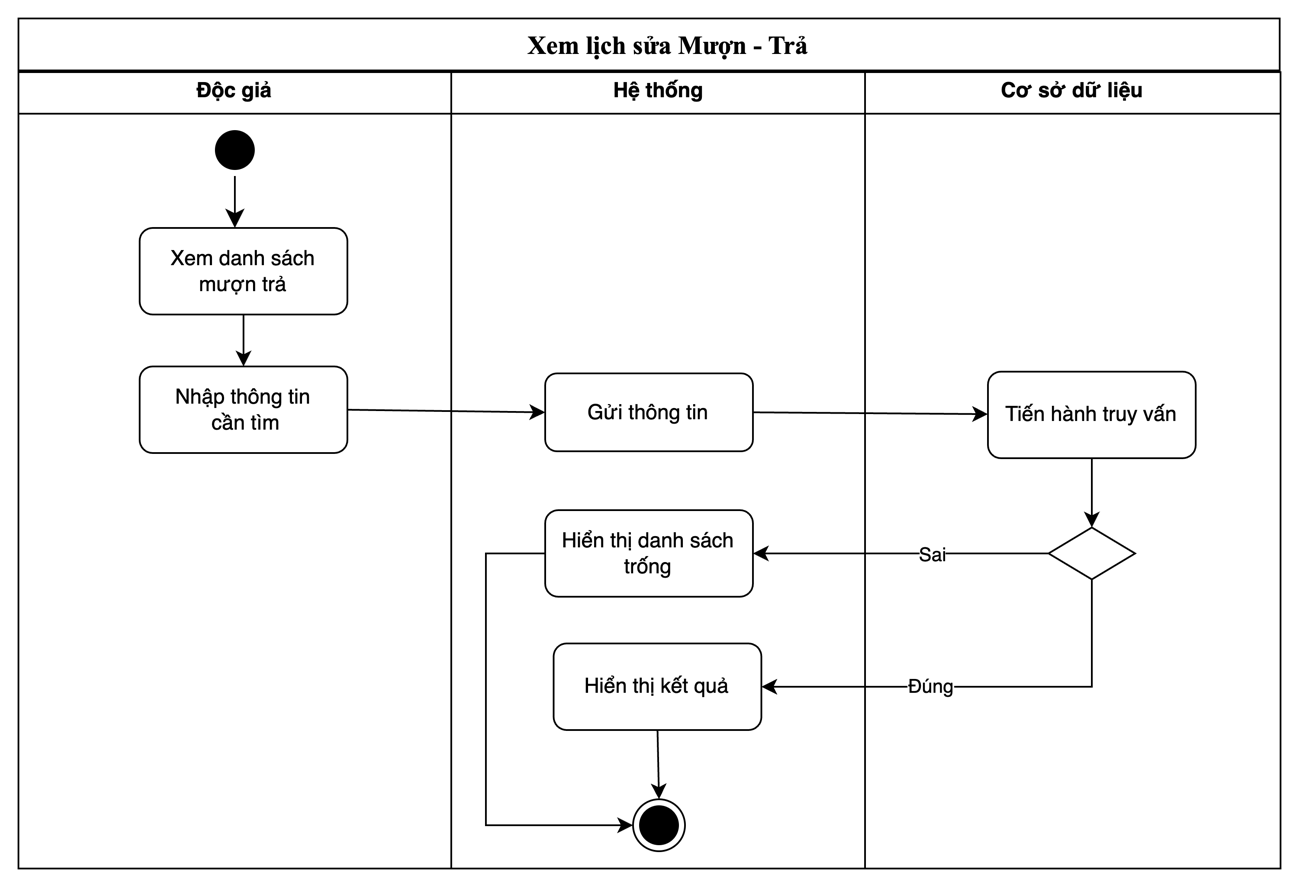 Xem lịch sửa Mượn - Trả
Độc giả
Hệ thống
Cơ sở dữ liệu
Xem danh sách
mượn trả
Nhập thông tin
cần tìm
Gửi thông tin
Tiến hành truy vấn
Hiển thị danh sách
trống
Sai
Hiển thị kết quả
Đúng